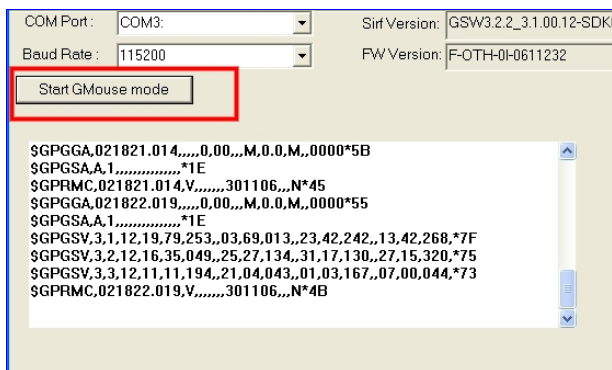 COM Port: COM3: Sirf Version: GSW3.2.2_3.1.00.12-SDK
Baud Rate: 115200 FW Version: F-OTH-0I-0611232
Start GMouse mode
$GPGGA,021821.014,,,,,0,00,,,M,0.0,M,,0000*5B
$GPGSA,A,1,,,,,,,,,,,,,,,*1E
$GPRMC,021821.014,V,,,,,,,301106,,,N*45
$GPGGA,021822.019,,,,,0,00,,,M,0.0,M,,0000*55
$GPGSA,A,1,,,,,,,,,,,,,,,*1E
$GPGSV,3,1,12,19,79,253,,03,69,013,,23,42,242,,13,42,268,*7F
$GPGSV,3,2,12,16,35,049,,25,27,134,,31,17,130,,27,15,320,*75
$GPGSV,3,3,12,11,11,194,,21,04,043,,01,03,167,,07,00,044,*73
$GPRMC,021822.019,V,,,,,,,301106,,,N*4B